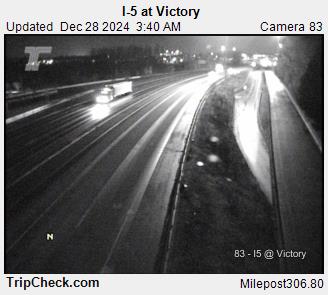 I-5 at Victory
Updated Dec 28 2024 3:40 AM Camera 83
T
N
83 - I5 @ Victory
TripCheck.com Milepost306.80